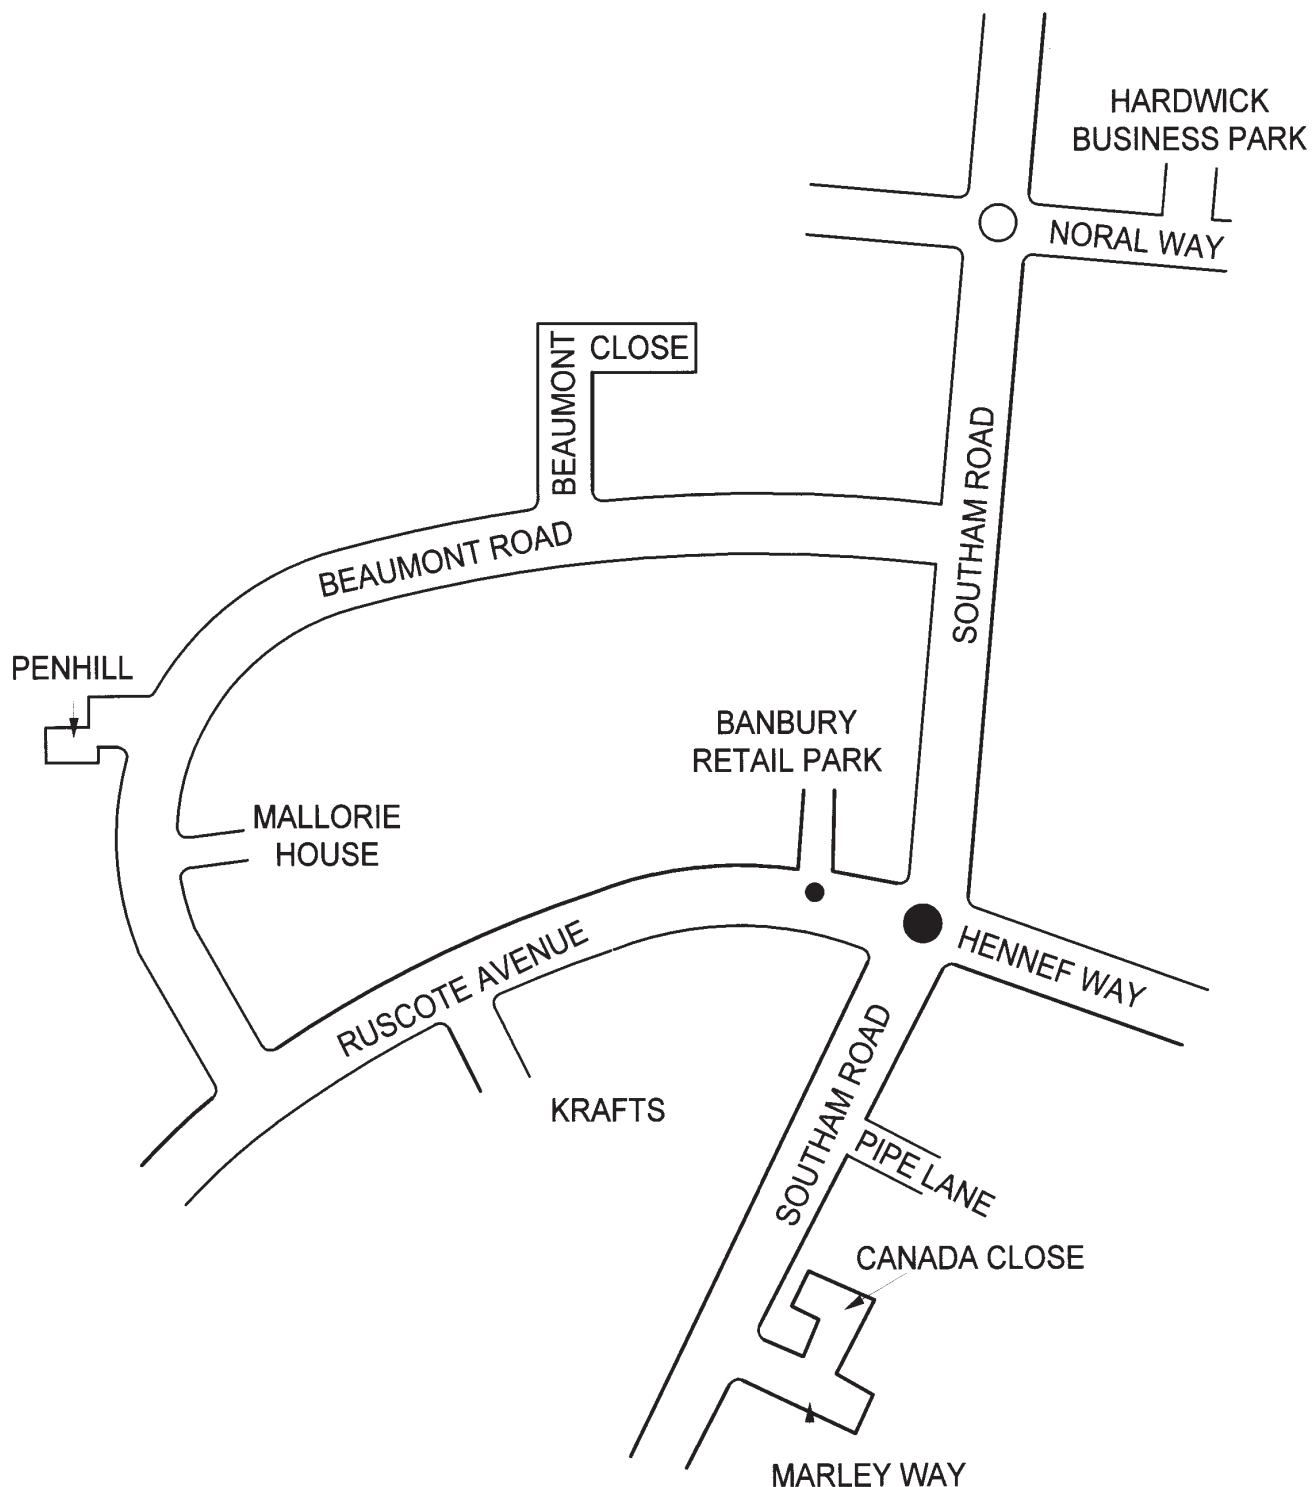 HARDWICK
BUSINESS PARK
NORAL WAY
CLOSE
BEAUMONT
SOUTHAM ROAD
BEAUMONT ROAD
PENHILL
BANBURY
RETAIL PARK
MALLORIE
HOUSE
RUSCOTE AVENUE
HENNEF WAY
KRAFTS
SOUTHAM ROAD
PIPE LANE
CANADA CLOSE
MARLEY WAY